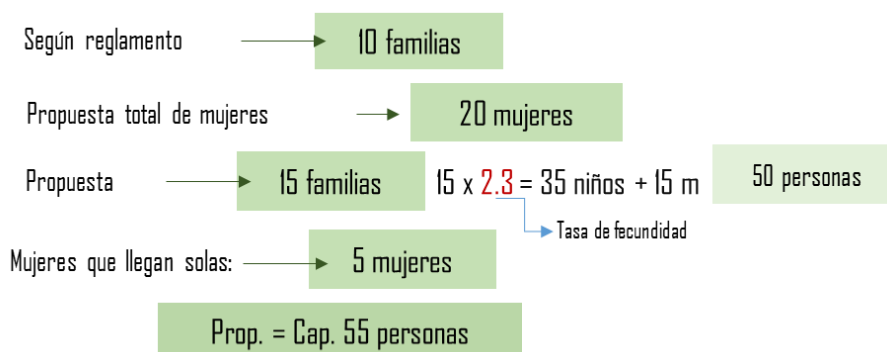 Según reglamento 10 familias
Propuesta total de mujeres 20 mujeres
Propuesta 15 familias 15 x 2.3 = 35 niños + 15 m 50 personas
Tasa de fecundidad
Mujeres que llegan solas: 5 mujeres
Prop. = Cap. 55 personas